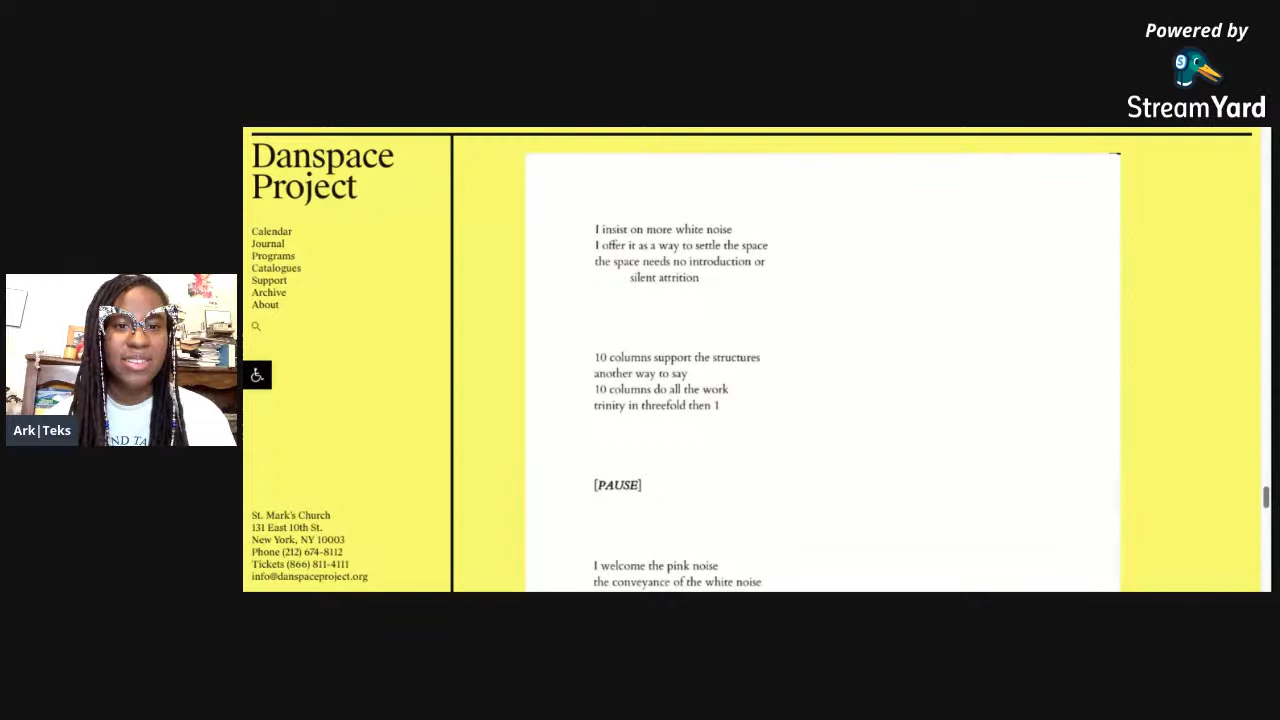 Powered by
StreamYard
Danspace
Project
Calendar
Journal
Programs
Catalogues
Support
Archive
About
St. Mark's Church
131 East 10th St.
New York, NY 10003
Phone (212) 674-8112
Tickets (866) 811-4111
info@danspaceproject.org
I insist on more white noise
I offer it as a way to settle the space
the space needs no introduction or
silent attrition
10 columns support the structures
another way to say
10 columns do all the work
trinity in threefold then 1
[PAUSE]
I welcome the pink noise
the conveyance of the white noise
Ark|Teks